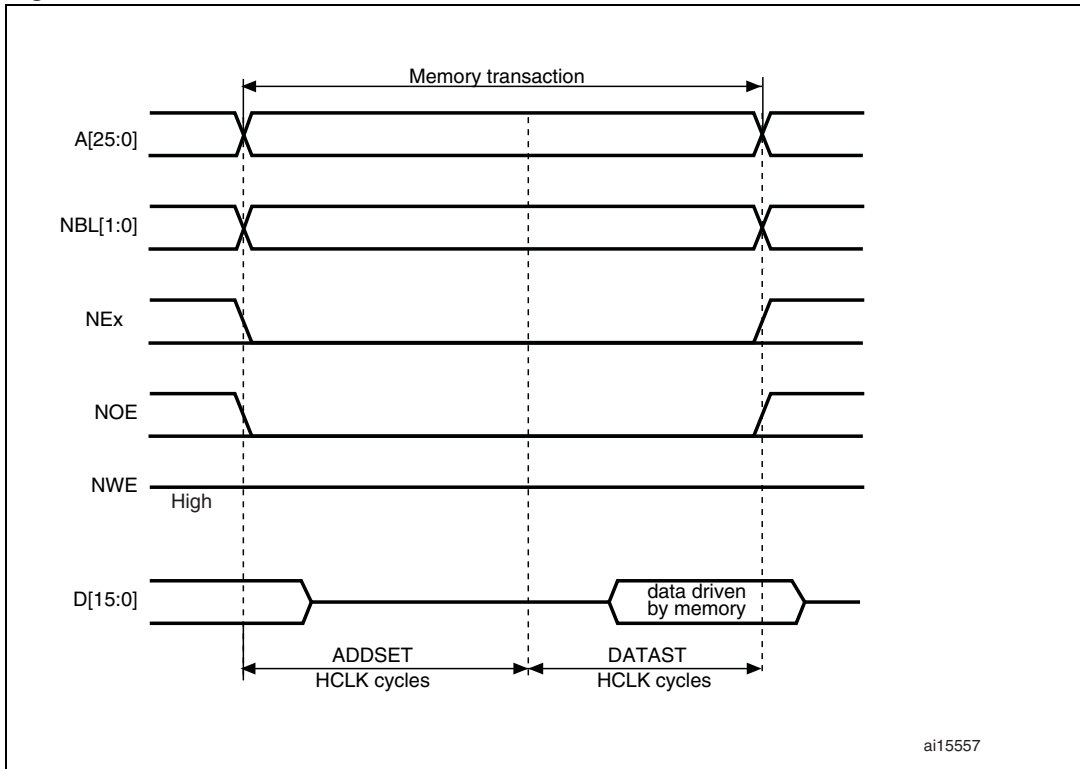 Memory transaction
A[25:0]
NBL[1:0]
NEx
NOE
NWE
High
D[15:0]
data driven
by memory
ADDSET
HCLK cycles
DATAST
HCLK cycles
ai15557